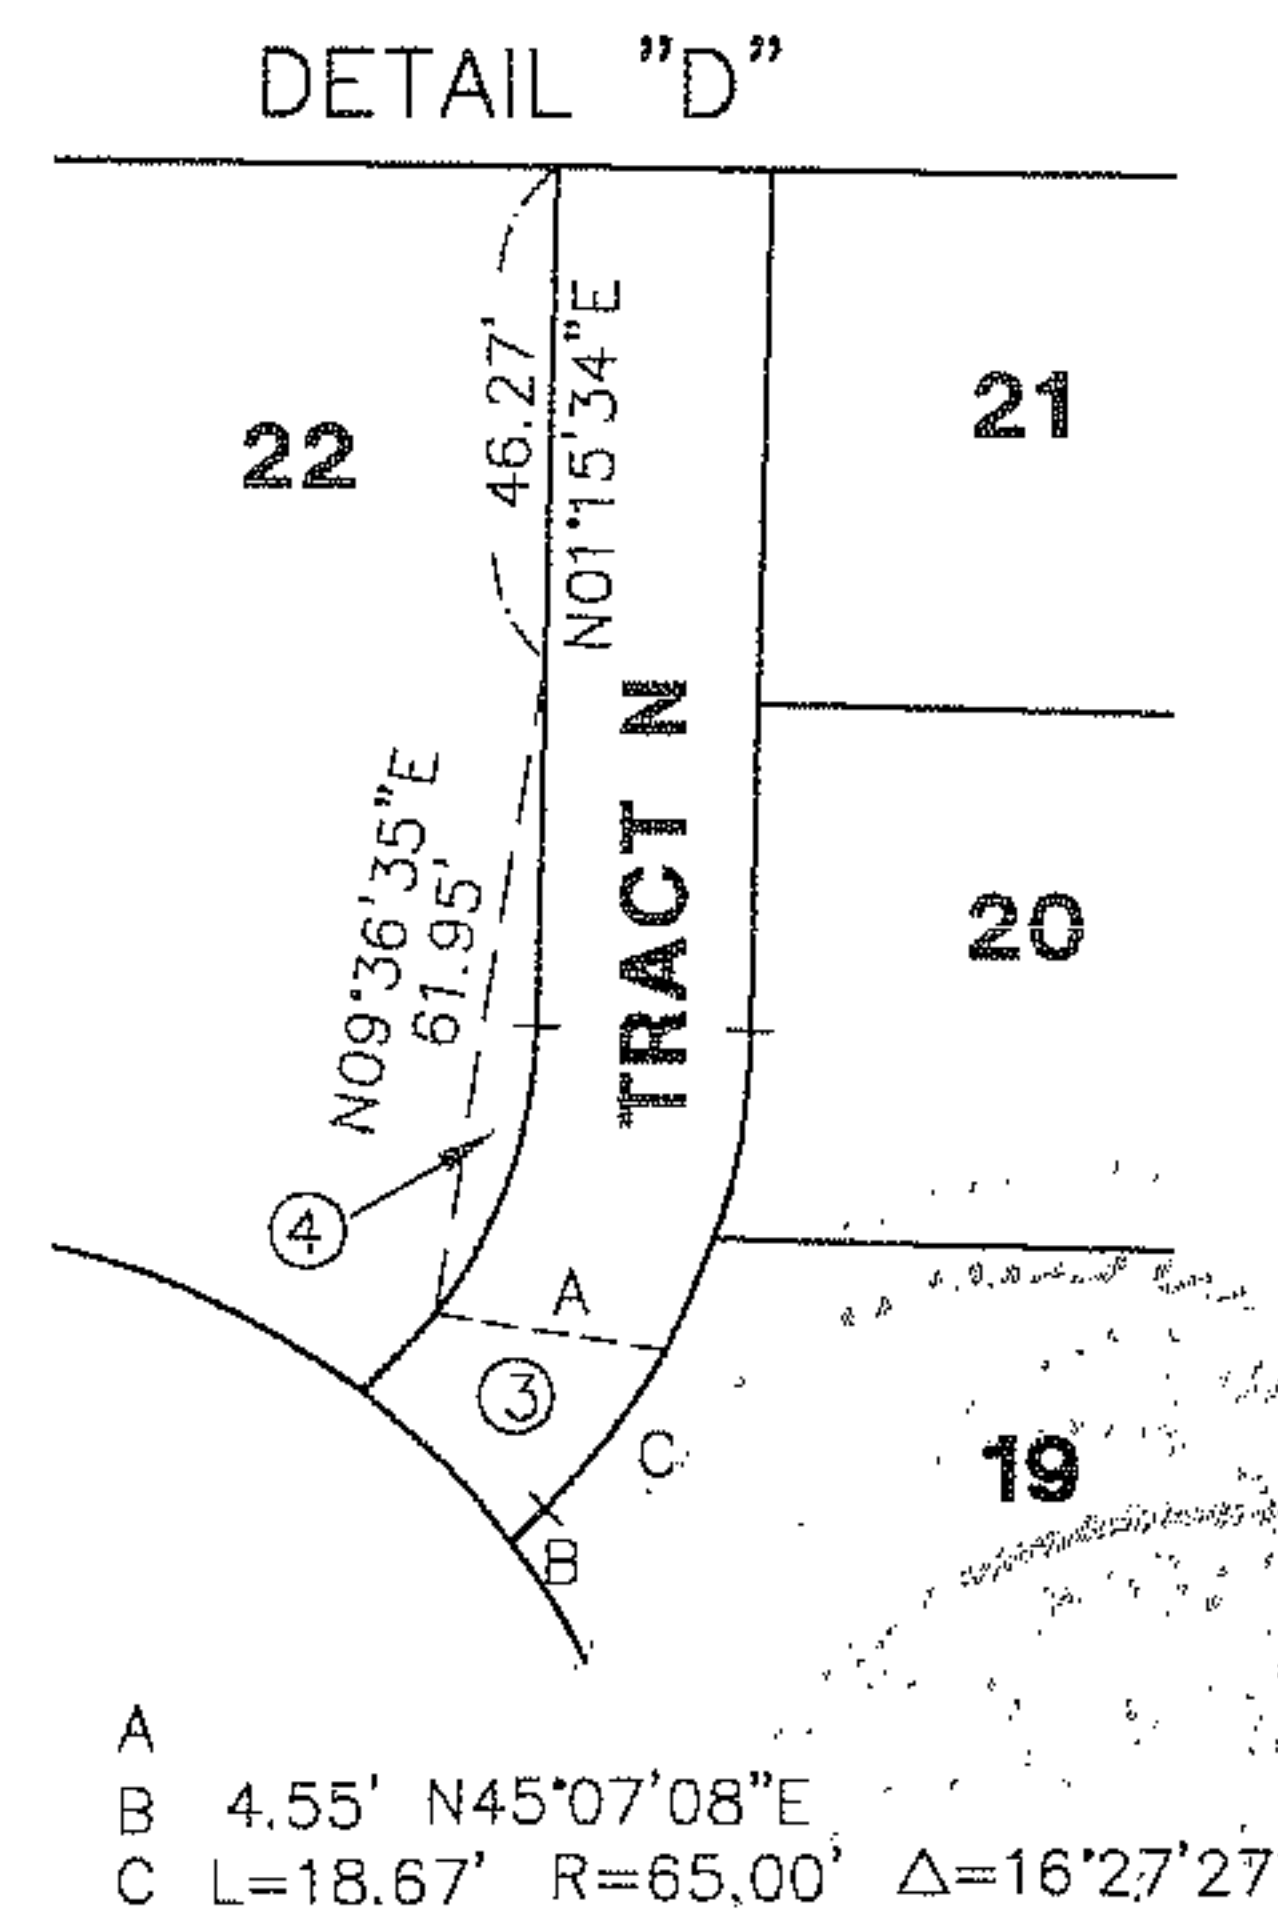 DETAIL "D"
46.27'
N01°15'34"E
22
21
TRACT N
N09°36'35"E
61.95'
20
4
A
3
C
19
B
A
B 4.55' N45°07'08"E
C L=18.67' R=65.00' Δ=16°27'27"